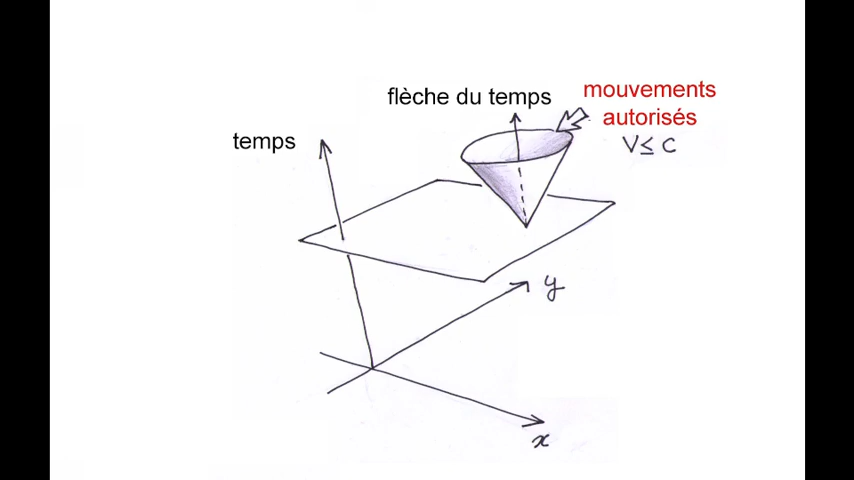 flèche du temps
mouvements
autorisés
V ≤ C
temps
y
x